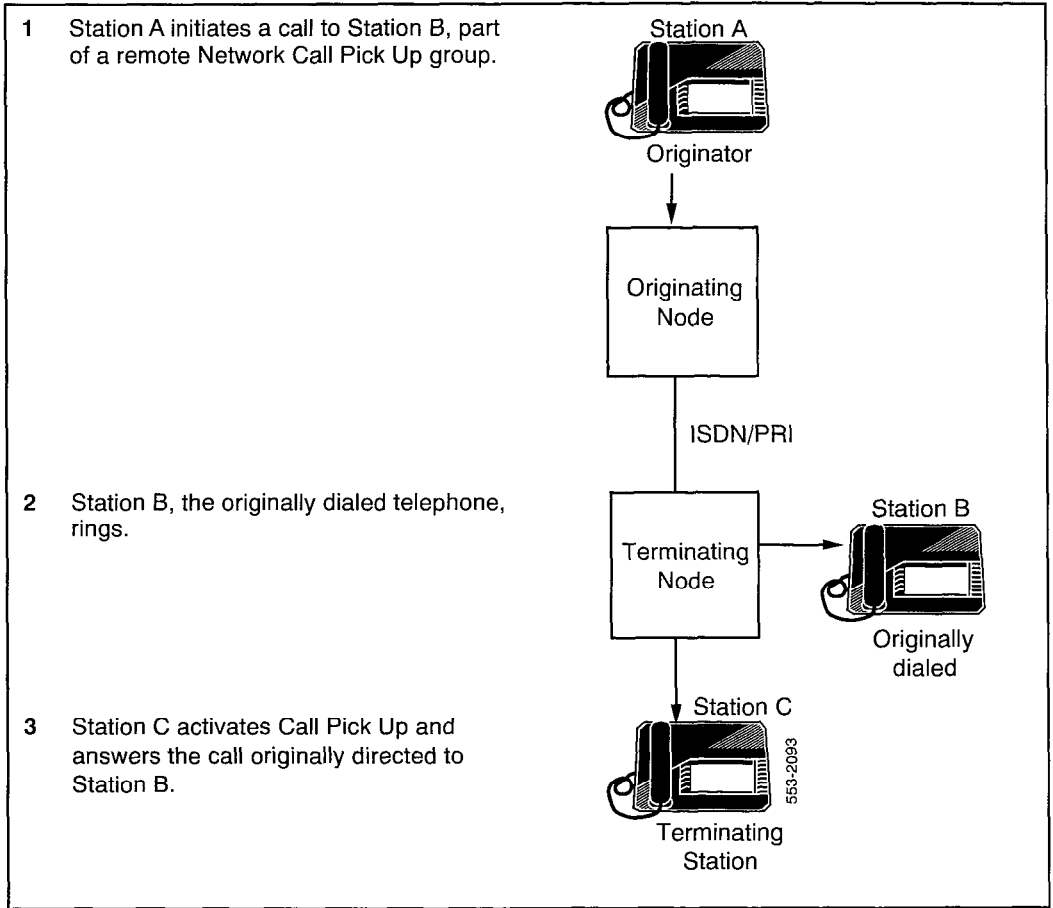 1 Station A initiates a call to Station B, part
of a remote Network Call Pick Up group.
Station A
Originator
Originating
Node
ISDN/PRI
2 Station B, the originally dialed telephone,
rings.
Terminating
Node
Station B
Originally
dialed
3 Station C activates Call Pick Up and
answers the call originally directed to
Station B.
Station C
553-2093
Terminating
Station